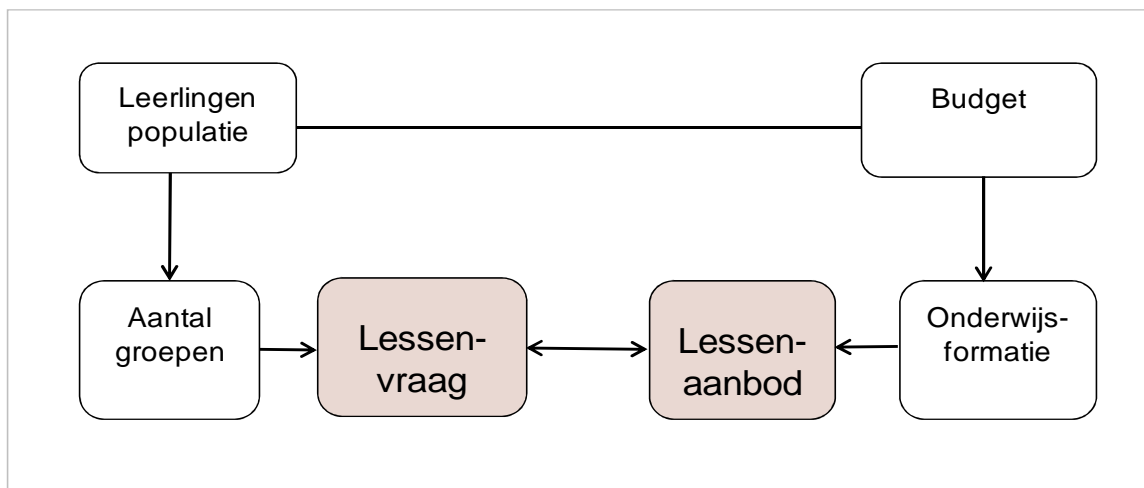 Leerlingen
populatie
Budget
Aantal
groepen
Lessen-
vraag
Lessen-
aanbod
Onderwijs-
formatie